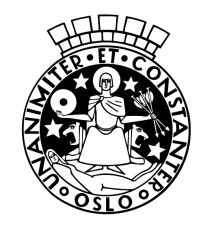 UNANIMITER • ET • CONSTANTER • OSLO •